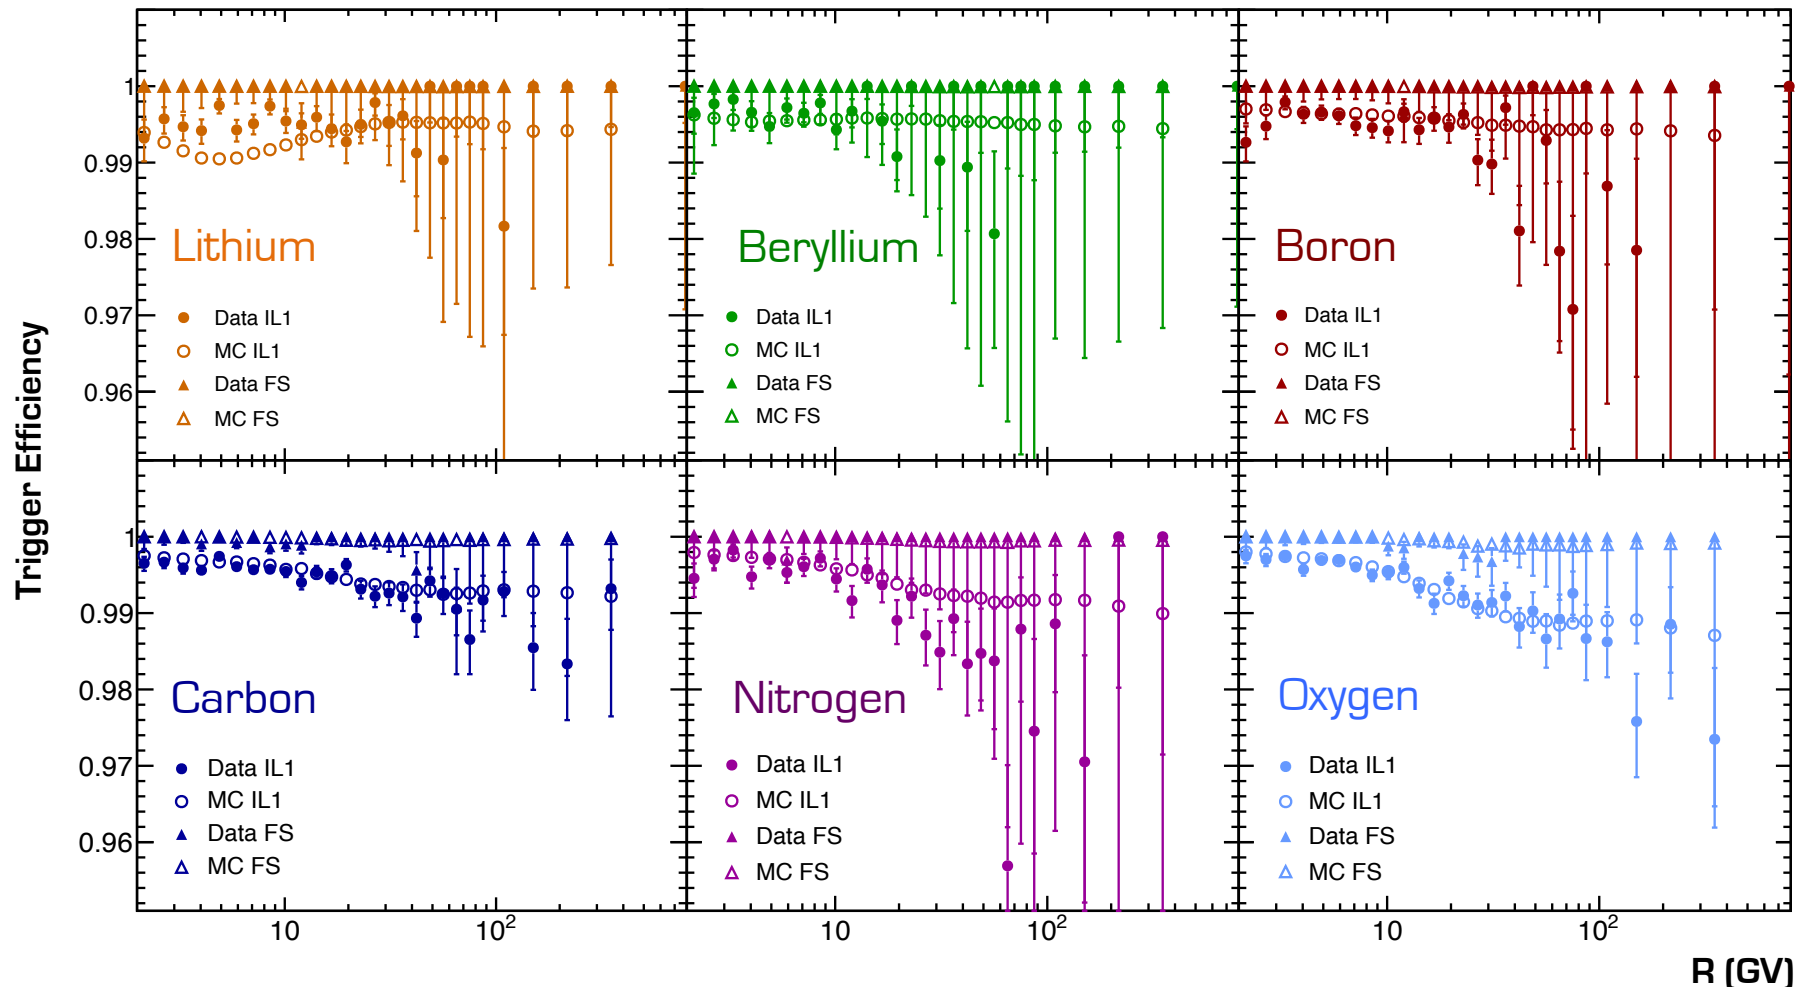 Trigger Efficiency
1
0.99
0.98
0.97
0.96
Lithium
Data IL1
MC IL1
Data FS
MC FS
Beryllium
Data IL1
MC IL1
Data FS
MC FS
Boron
Data IL1
MC IL1
Data FS
MC FS
1
0.99
0.98
0.97
0.96
Carbon
Data IL1
MC IL1
Data FS
MC FS
Nitrogen
Data IL1
MC IL1
Data FS
MC FS
Oxygen
Data IL1
MC IL1
Data FS
MC FS
10 10² 10 10² 10 10²
R (GV)